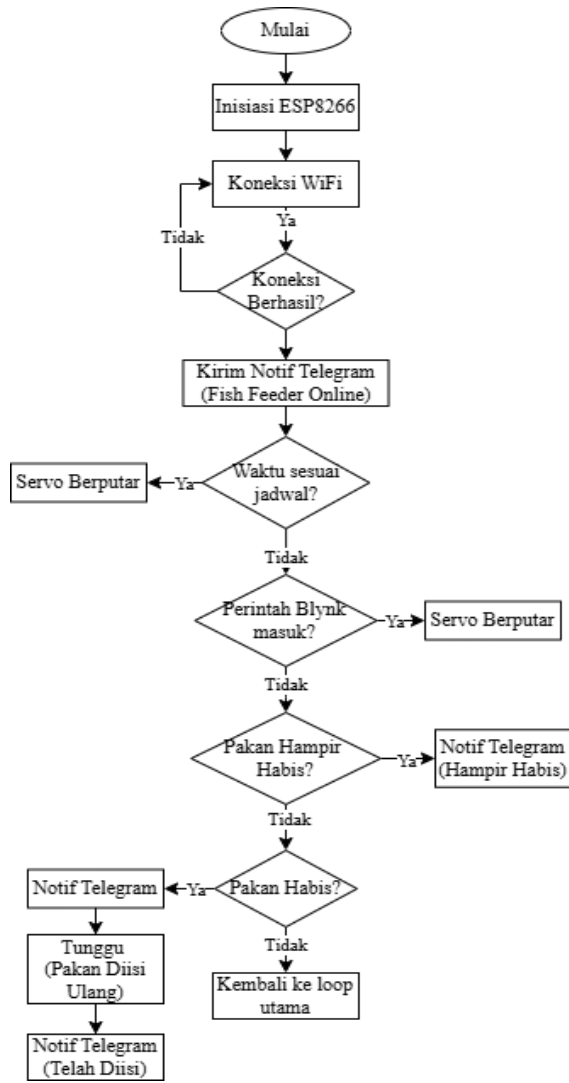 Mulai
Inisiasi ESP8266
Koneksi WiFi
Ya
Tidak
Koneksi
Berhasil?
Kirim Notif Telegram
(Fish Feeder Online)
Waktu sesuai
jadwal?
Ya
Servo Berputar
Tidak
Perintah Blynk
masuk?
Ya
Servo Berputar
Tidak
Pakan Hampir
Habis?
Ya
Notif Telegram
(Hampir Habis)
Tidak
Pakan Habis?
Ya
Notif Telegram
Tunggu
(Pakan Diisi
Ulang)
Notif Telegram
(Telah Diisi)
Tidak
Kembali ke loop
utama